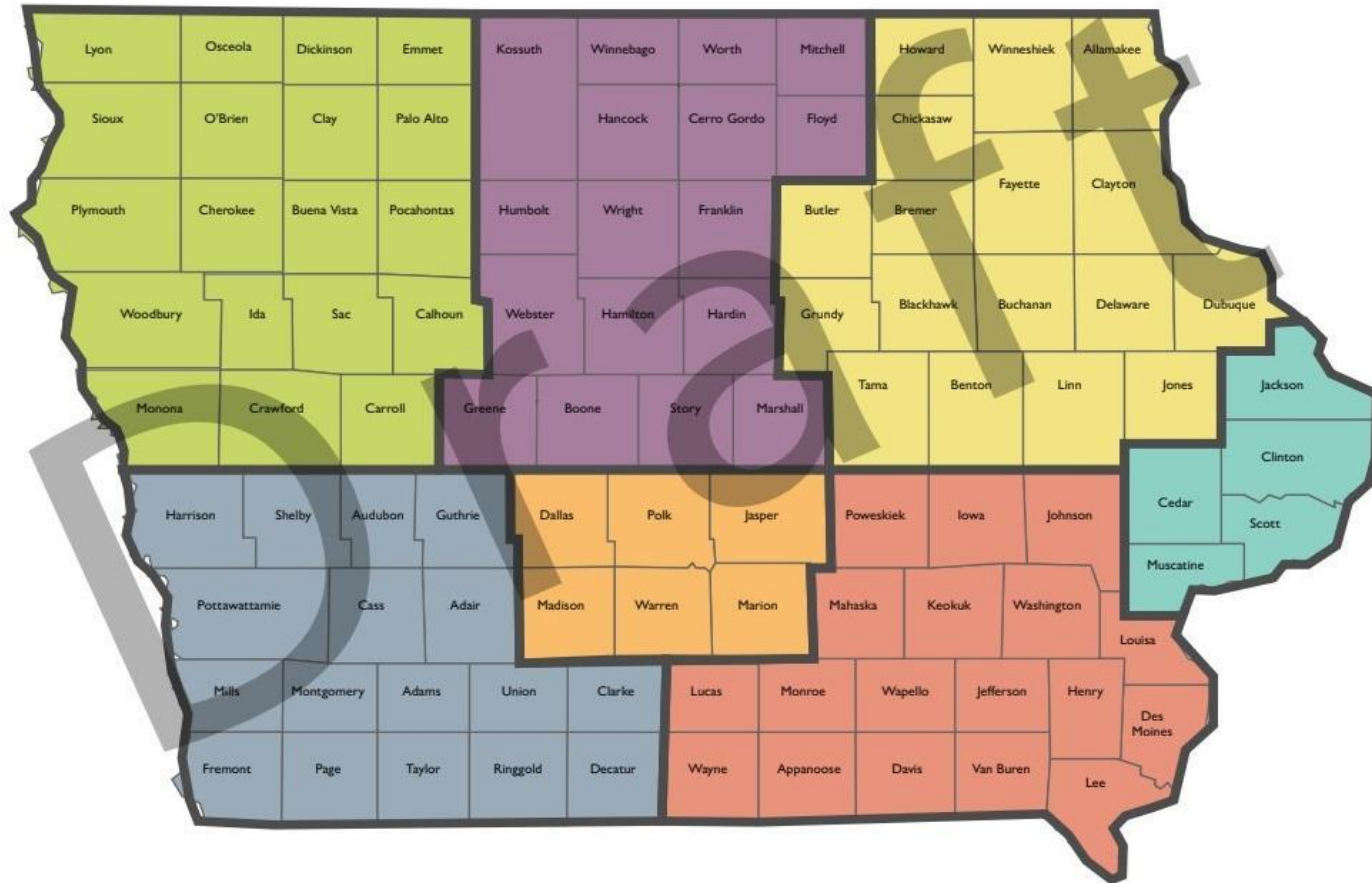 Lyon Osceola Dickinson Emmet Kossuth Winnebago Worth Mitchell Howard Winneshiek Allamakee
Sioux O'Brien Clay Palo Alto Hancock Cerro Gordo Floyd Chickasaw
Fayette Clayton
Plymouth Cherokee Buena Vista Pocahontas Humbolt Wright Franklin Butler Bremer
Woodbury Ida Sac Calhoun Webster Hamilton Hardin Grundy Blackhawk Buchanan Delaware Dubuque
Monona Crawford Carroll Greene Boone Story Marshall Tama Benton Linn Jones Jackson
Clinton
Harrison Shelby Audubon Guthrie Dallas Polk Jasper Poweskiek Iowa Johnson Cedar Scott
Muscatine
Pottawattamie Cass Adair Madison Warren Marion Mahaska Keokuk Washington
Louisa
Mills Montgomery Adams Union Clarke Lucas Monroe Wapello Jefferson Henry
Des
Moines
Fremont Page Taylor Ringgold Decatur Wayne Appanoose Davis Van Buren Lee
Draft